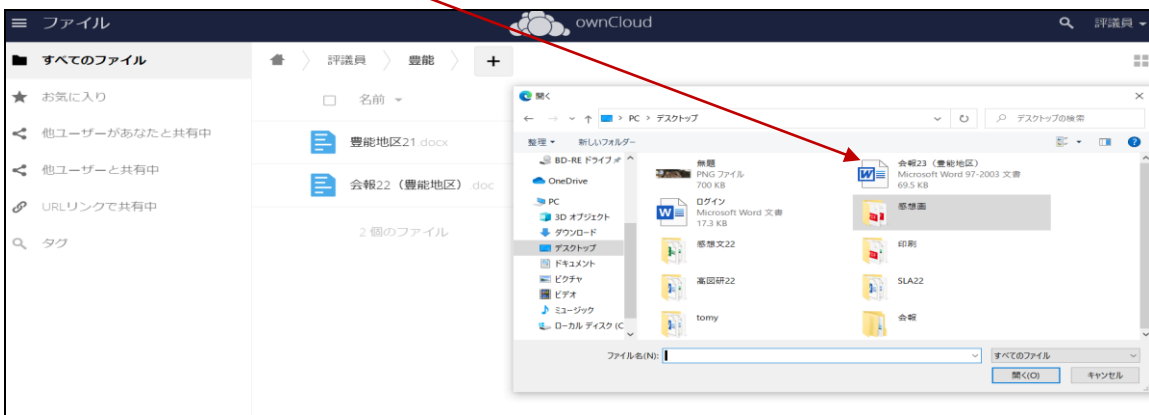 ファイル
ownCloud
評議員
すべてのファイル
お気に入り
他ユーザーがあなたと共有中
他ユーザーと共有中
URLリンクで共有中
タグ
評議員 豊能 +
名前
豊能地区21.docx
会報22（豊能地区）.doc
2 個のファイル
開く
PC > デスクトップ
デスクトップの検索
整理 新しいフォルダー
BD-RE ドライブ
OneDrive
PC
3D オブジェクト
ダウンロード
デスクトップ
ドキュメント
ピクチャ
ビデオ
ミュージック
ローカル ディスク (C
無題
PNG ファイル
700 KB
会報23（豊能地区）
Microsoft Word 97-2003 文書
69.5 KB
ログイン
Microsoft Word 文書
17.3 KB
感想画
感想文22
印刷
高図研22
SLA22
tomy
会報
ファイル名(N):
すべてのファイル
開く(O)
キャンセル